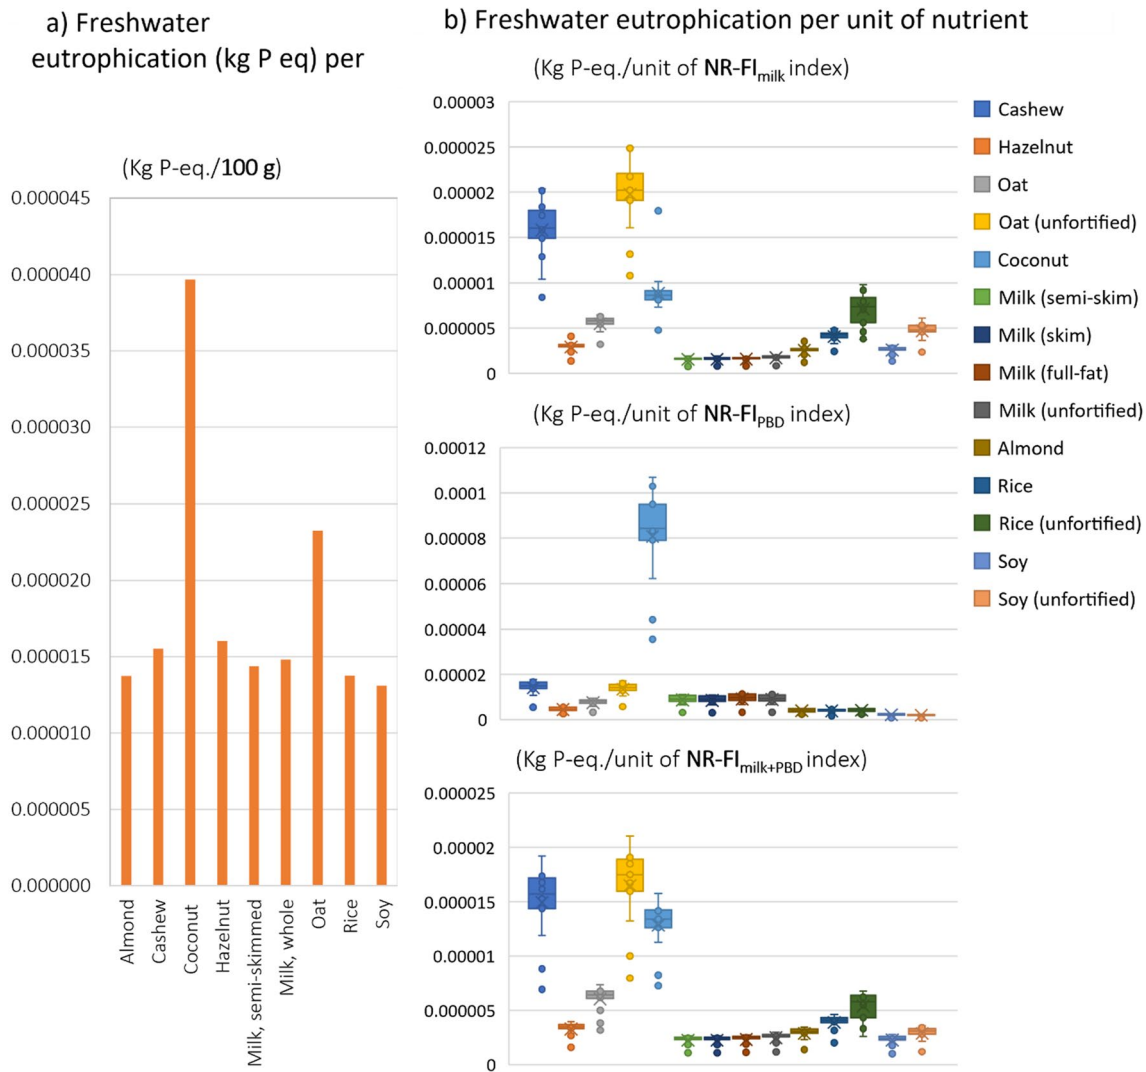 a) Freshwater
eutrophication (kg P eq) per
(Kg P-eq./100 g)
0.000045
0.000040
0.000035
0.000030
0.000025
0.000020
0.000015
0.000010
0.000005
0.000000
Almond
Cashew
Coconut
Hazelnut
Milk, semi-skimmed
Milk, whole
Oat
Rice
Soy
b) Freshwater eutrophication per unit of nutrient
(Kg P-eq./unit of NR-FImilk index)
0.00003
0.000025
0.00002
0.000015
0.00001
0.000005
0
(Kg P-eq./unit of NR-FIPBD index)
0.00012
0.0001
0.00008
0.00006
0.00004
0.00002
0
(Kg P-eq./unit of NR-FImilk+PBD index)
0.000025
0.00002
0.000015
0.00001
0.000005
0
Cashew
Hazelnut
Oat
Oat (unfortified)
Coconut
Milk (semi-skim)
Milk (skim)
Milk (full-fat)
Milk (unfortified)
Almond
Rice
Rice (unfortified)
Soy
Soy (unfortified)